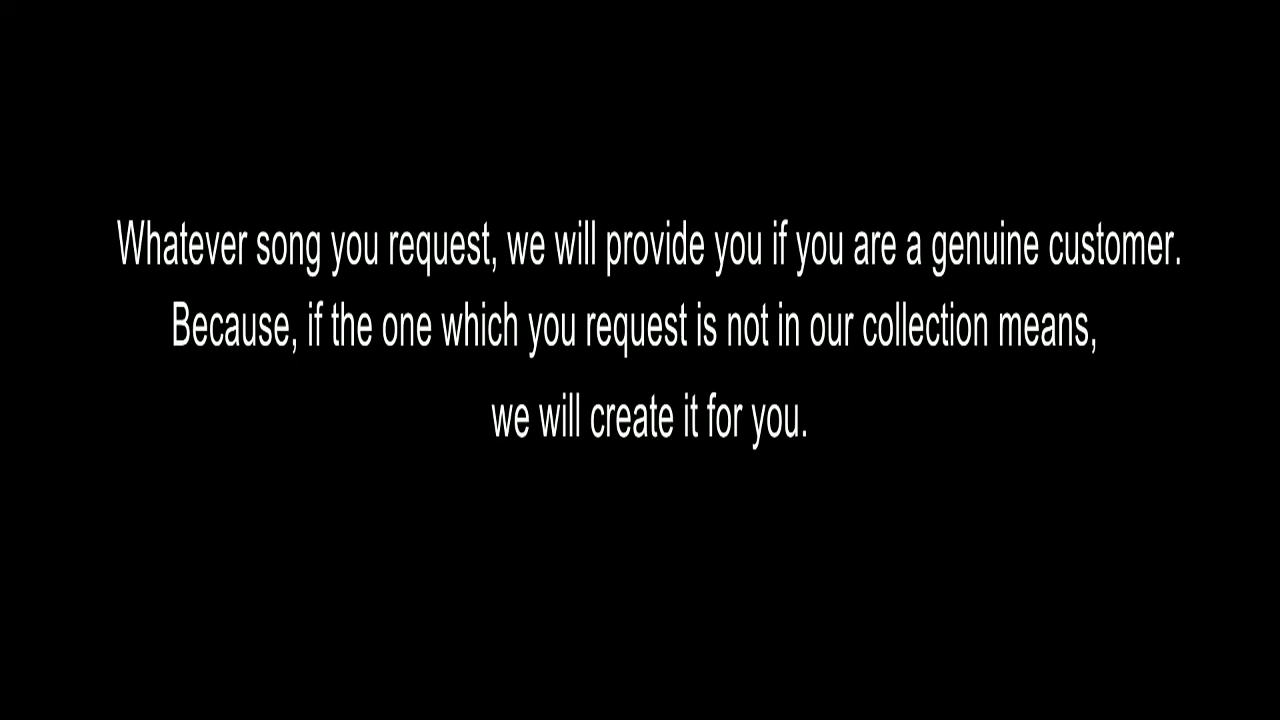 Whatever song you request, we will provide you if you are a genuine customer.
Because, if the one which you request is not in our collection means,
we will create it for you.